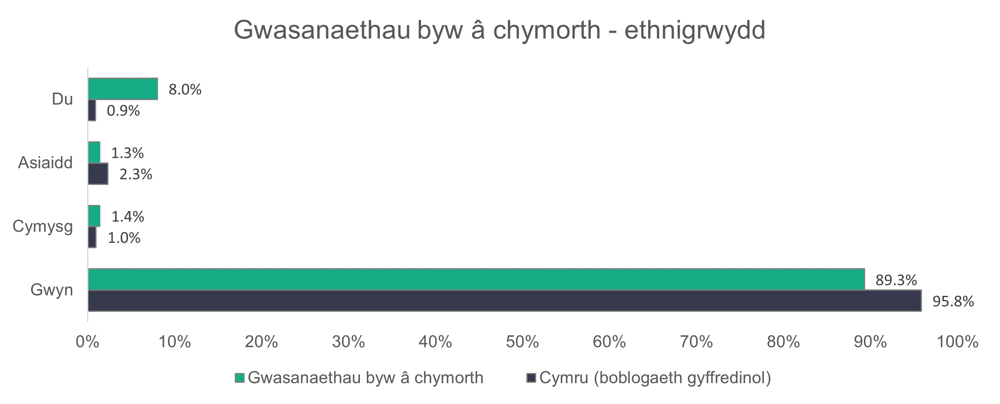 Gwasanaethau byw â chymorth - ethnigrwydd
Du
8.0%
0.9%
Asiaidd
1.3%
2.3%
Cymysg
1.4%
1.0%
Gwyn
89.3%
95.8%
0% 10% 20% 30% 40% 50% 60% 70% 80% 90% 100%
Gwasanaethau byw â chymorth Cymru (boblogaeth gyffredinol)